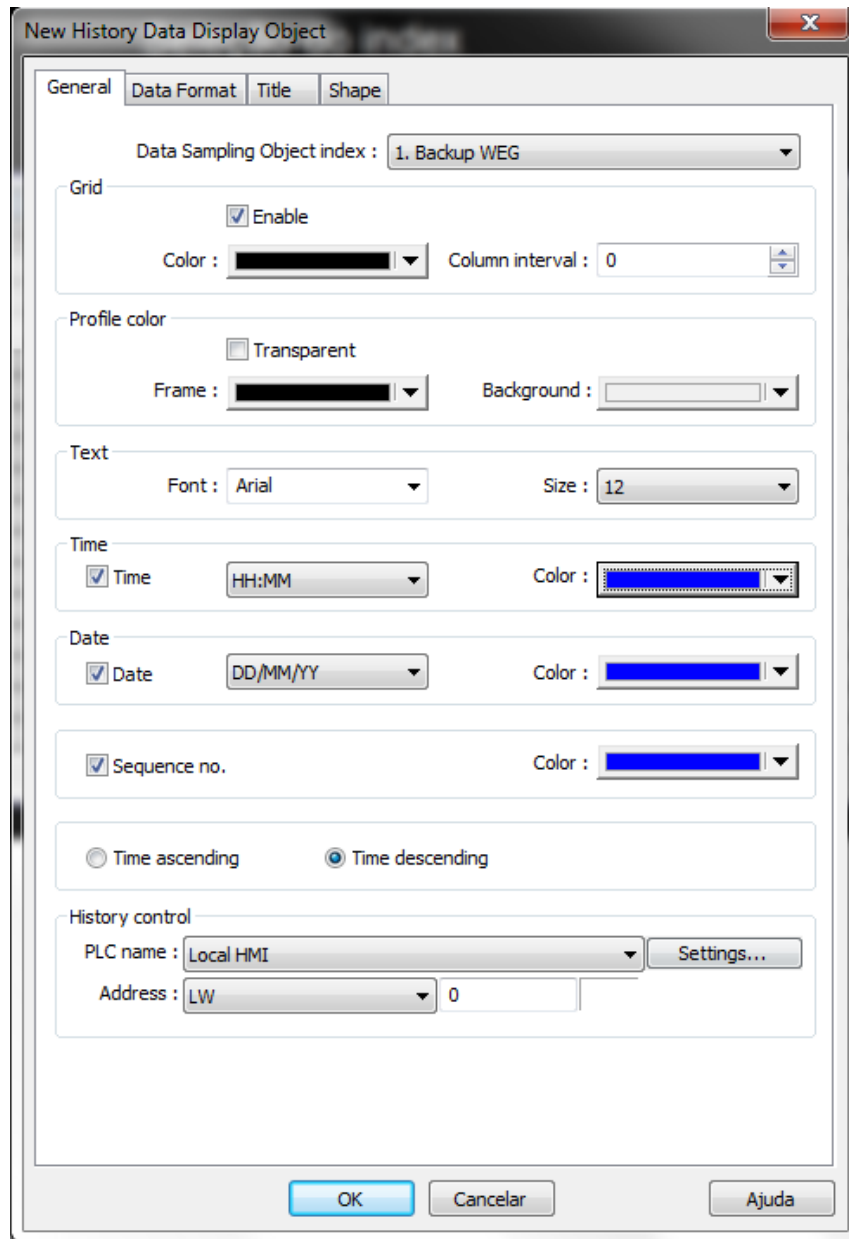 New History Data Display Object
General Data Format Title Shape
Data Sampling Object index : 1. Backup WEG
Grid
Enable
Color : Column interval : 0
Profile color
Transparent
Frame : Background :
Text
Font : Arial Size : 12
Time
Time HH:MM Color :
Date
Date DD/MM/YY Color :
Sequence no. Color :
Time ascending Time descending
History control
PLC name : Local HMI Settings...
Address : LW 0
OK Cancelar Ajuda